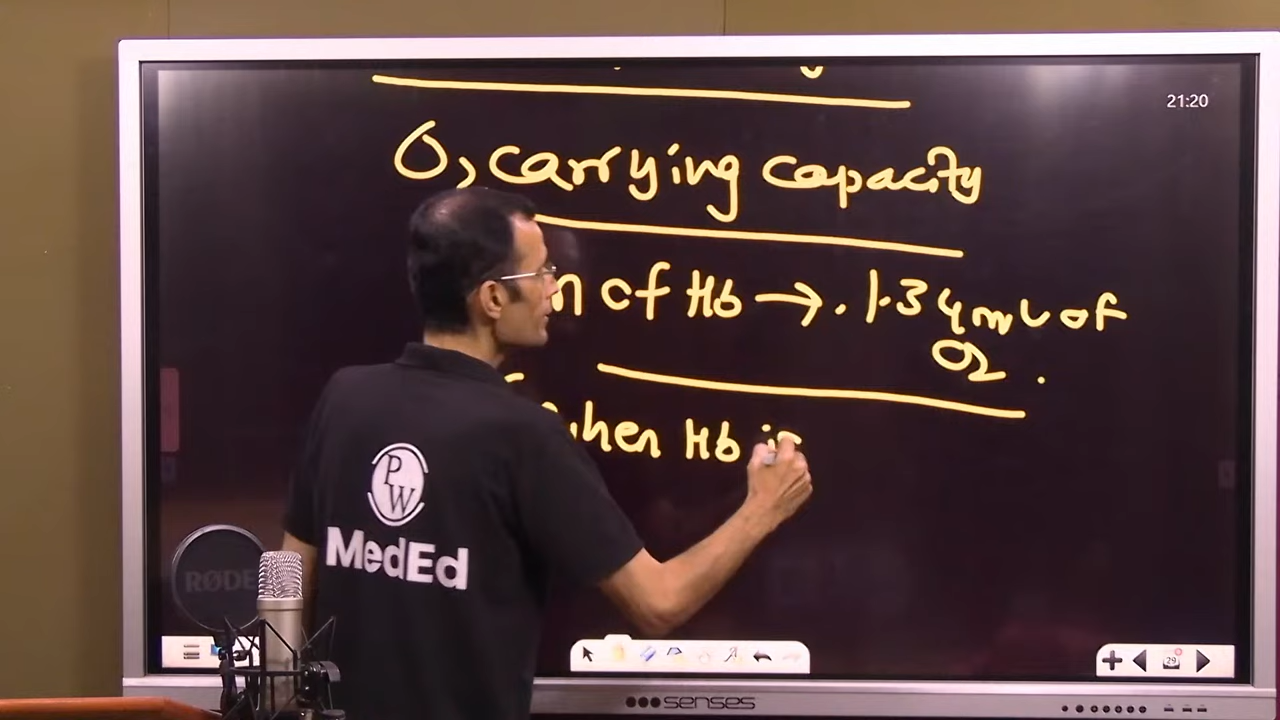 21:20
O2 carrying capacity
of Hb → . 1.34 mL of
O2 .
when Hb is
PW
MedEd
RØDE
29
senses